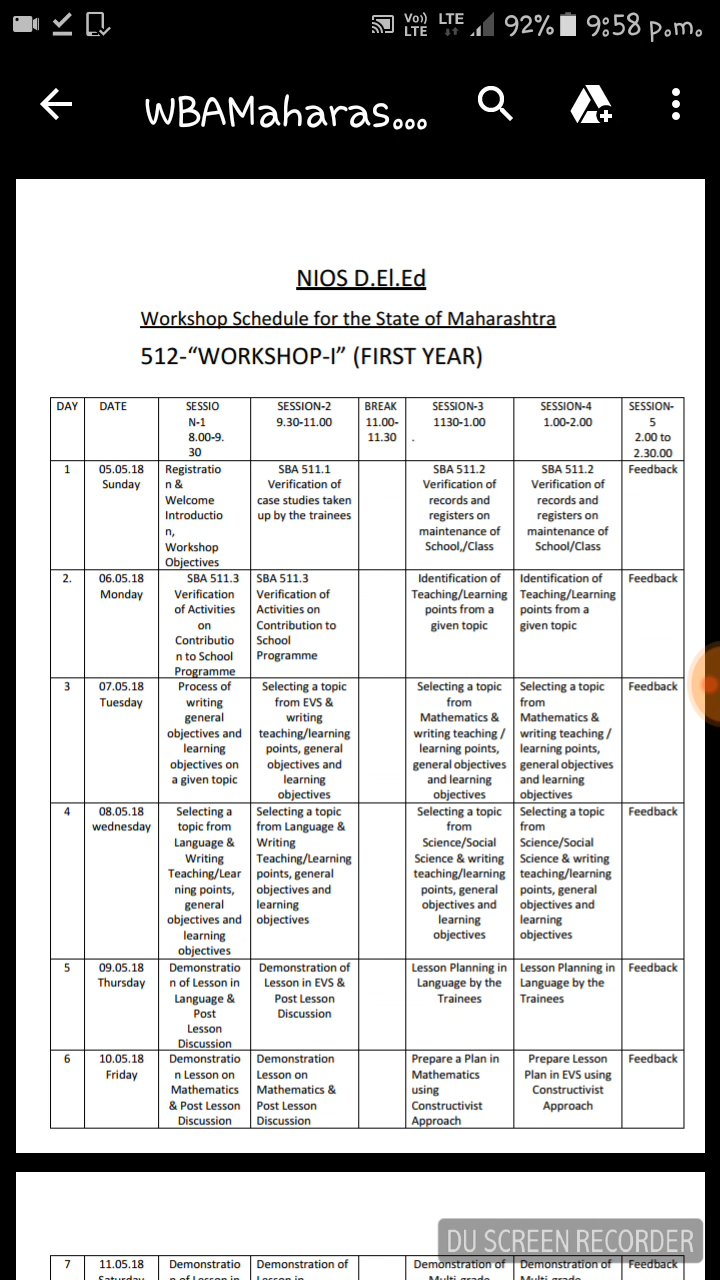 Vo)) LTE LTE 92% 9:58 p.m.
WBAMaharas...
NIOS D.El.Ed
Workshop Schedule for the State of Maharashtra
512-“WORKSHOP-I” (FIRST YEAR)
DAY
DATE
SESSIO
N-1
8.00-9.
30
SESSION-2
9.30-11.00
BREAK
11.00-
11.30
SESSION-3
1130-1.00
.
SESSION-4
1.00-2.00
SESSION-
5
2.00 to
2.30.00
1
05.05.18
Sunday
Registratio
n &
Welcome
Introductio
n,
Workshop
Objectives
SBA 511.1
Verification of
case studies taken
up by the trainees
SBA 511.2
Verification of
records and
registers on
maintenance of
School,/Class
SBA 511.2
Verification of
records and
registers on
maintenance of
School/Class
Feedback
2.
06.05.18
Monday
SBA 511.3
Verification
of Activities
on
Contributio
n to School
Programme
SBA 511.3
Verification of
Activities on
Contribution to
School
Programme
Identification of
Teaching/Learning
points from a
given topic
Identification of
Teaching/Learning
points from a
given topic
Feedback
3
07.05.18
Tuesday
Process of
writing
general
objectives and
learning
objectives on
a given topic
Selecting a topic
from EVS &
writing
teaching/learning
points, general
objectives and
learning
objectives
Selecting a topic
from
Mathematics &
writing teaching /
learning points,
general objectives
and learning
objectives
Selecting a topic
from
Mathematics &
writing teaching /
learning points,
general objectives
and learning
objectives
Feedback
4
08.05.18
wednesday
Selecting a
topic from
Language &
Writing
Teaching/Lear
ning points,
general
objectives and
learning
objectives
Selecting a topic
from Language &
Writing
Teaching/Learning
points, general
objectives and
learning
objectives
Selecting a topic
from
Science/Social
Science & writing
teaching/learning
points, general
objectives and
learning
objectives
Selecting a topic
from
Science/Social
Science & writing
teaching/learning
points, general
objectives and
learning
objectives
Feedback
5
09.05.18
Thursday
Demonstratio
n of Lesson in
Language &
Post
Lesson
Discussion
Demonstration of
Lesson in EVS &
Post Lesson
Discussion
Lesson Planning in
Language by the
Trainees
Lesson Planning in
Language by the
Trainees
Feedback
6
10.05.18
Friday
Demonstratio
n Lesson on
Mathematics
& Post Lesson
Discussion
Demonstration
Lesson on
Mathematics &
Post Lesson
Discussion
Prepare a Plan in
Mathematics
using
Constructivist
Approach
Prepare Lesson
Plan in EVS using
Constructivist
Approach
Feedback
DU SCREEN RECORDER
7
11.05.18
Saturday
Demonstratio
n of Lesson in
Demonstration of
Lesson in
Demonstration of
Multi grade
Demonstration of
Multi grade
Feedback